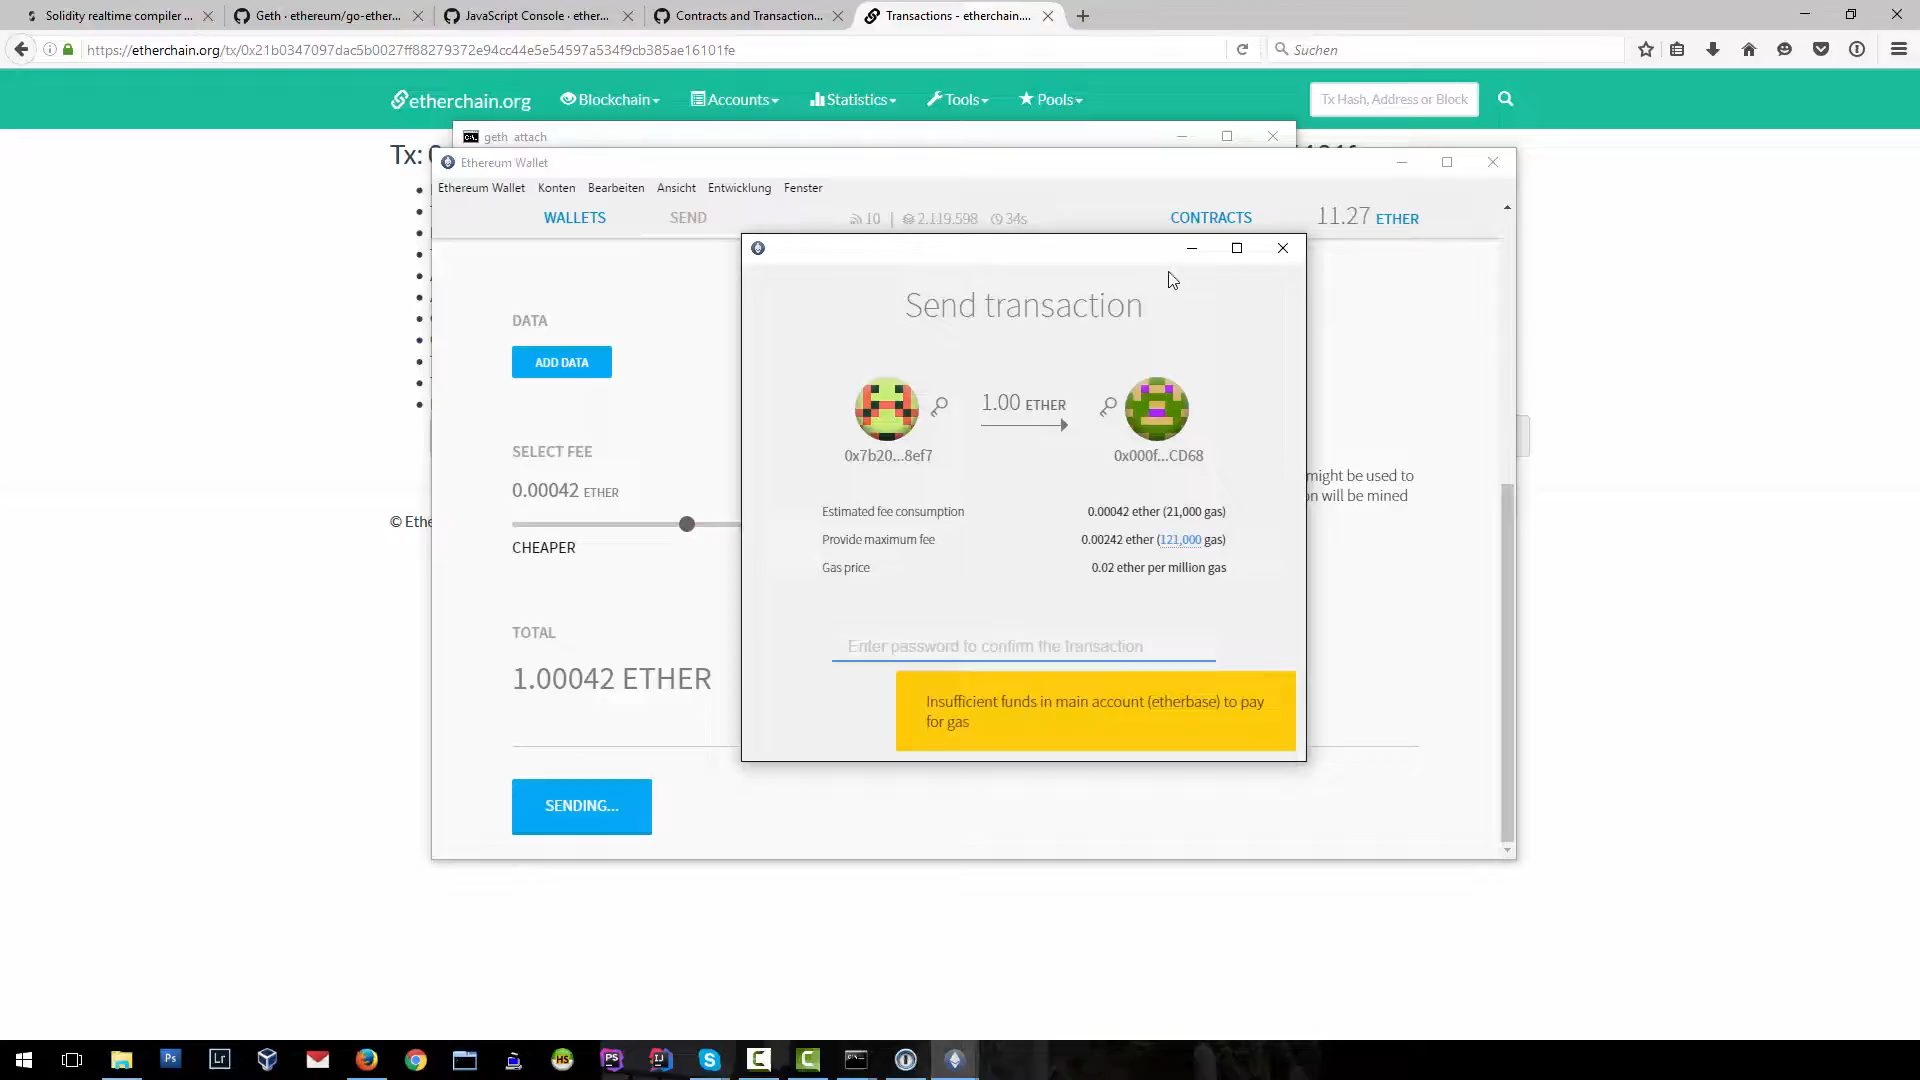 Solidity realtime compiler ...
Geth · ethereum/go-ether...
JavaScript Console · ether...
Contracts and Transaction...
Transactions - etherchain....
https://etherchain.org/tx/0x21b0347097dac5b0027ff88279372e94cc44e5e54597a534f9cb385ae16101fe
Suchen
etherchain.org
Blockchain
Accounts
Statistics
Tools
Pools
Tx Hash, Address or Block
geth attach
Tx:
Ethereum Wallet
Ethereum Wallet
Konten
Bearbeiten
Ansicht
Entwicklung
Fenster
WALLETS
SEND
10 | 2.119.598 34s
CONTRACTS
11.27 ETHER
Send transaction
DATA
ADD DATA
1.00 ETHER
0x7b20...8ef7
0x000f...CD68
SELECT FEE
0.00042 ETHER
might be used to
n will be mined
CHEAPER
Estimated fee consumption
0.00042 ether (21,000 gas)
Provide maximum fee
0.00242 ether (121,000 gas)
Gas price
0.02 ether per million gas
© Ethe
TOTAL
1.00042 ETHER
Enter password to confirm the transaction
Insufficient funds in main account (etherbase) to pay
for gas
SENDING...
Ps
Lr
HS
PS
IJ